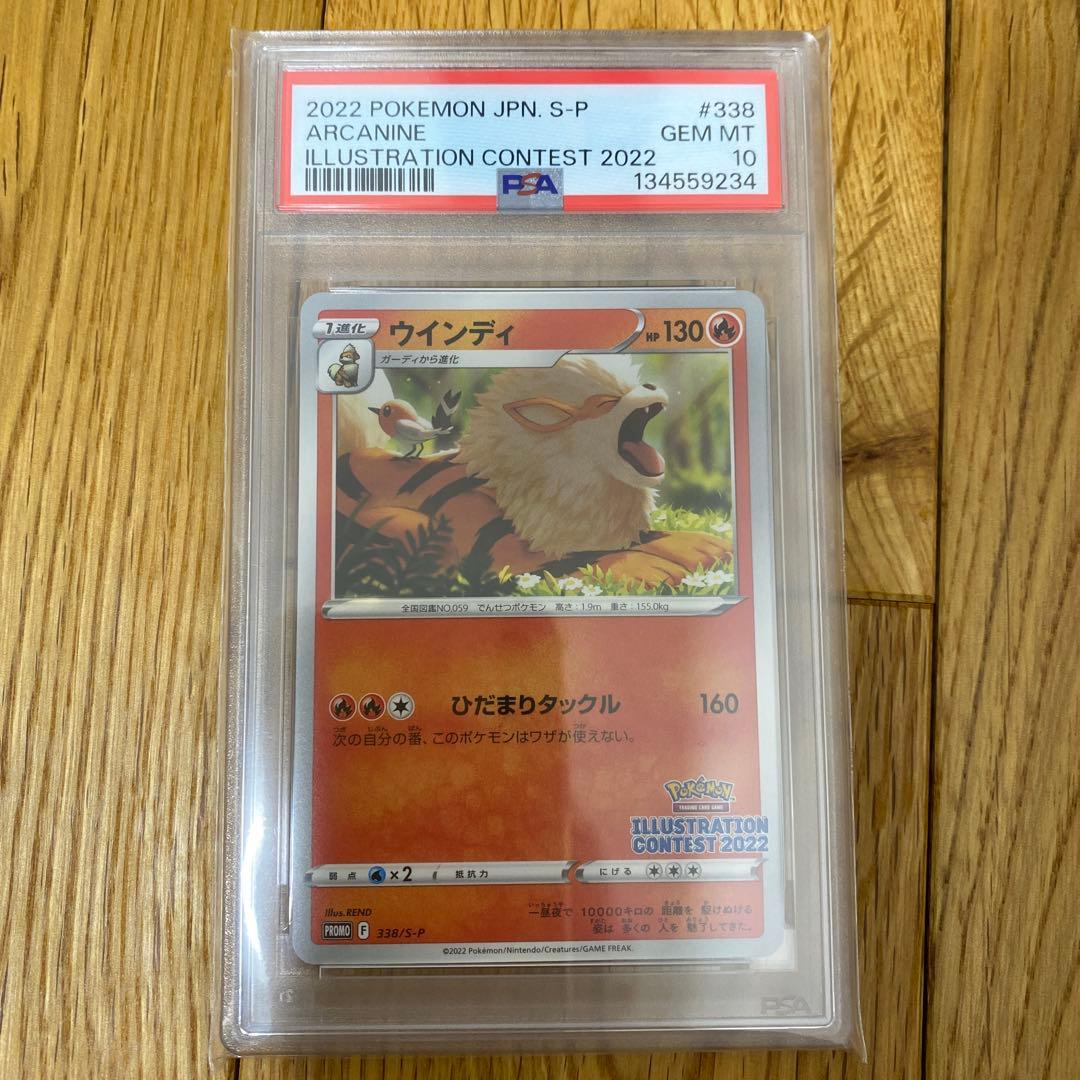 2022 POKEMON JPN. S-P #338
ARCANINE GEM MT
ILLUSTRATION CONTEST 2022 10
PSA 134559234
1進化 ウインディ HP 130
ガーディから進化
全国図鑑NO.059 でんせつポケモン 高さ:1.9m 重さ:155.0kg
ひだまりタックル 160
次の自分の番、このポケモンはワザが使えない。
Pokémon
TRADING CARD GAME
ILLUSTRATION
CONTEST 2022
弱点 ×2 抵抗力 にげる
Illus. REND
一昼夜で 10000キロの 距離を 駆けぬける
姿は 多くの 人を 魅了してきた。
PROMO F 338/S-P
©2022 Pokémon/Nintendo/Creatures/GAME FREAK.
PSA